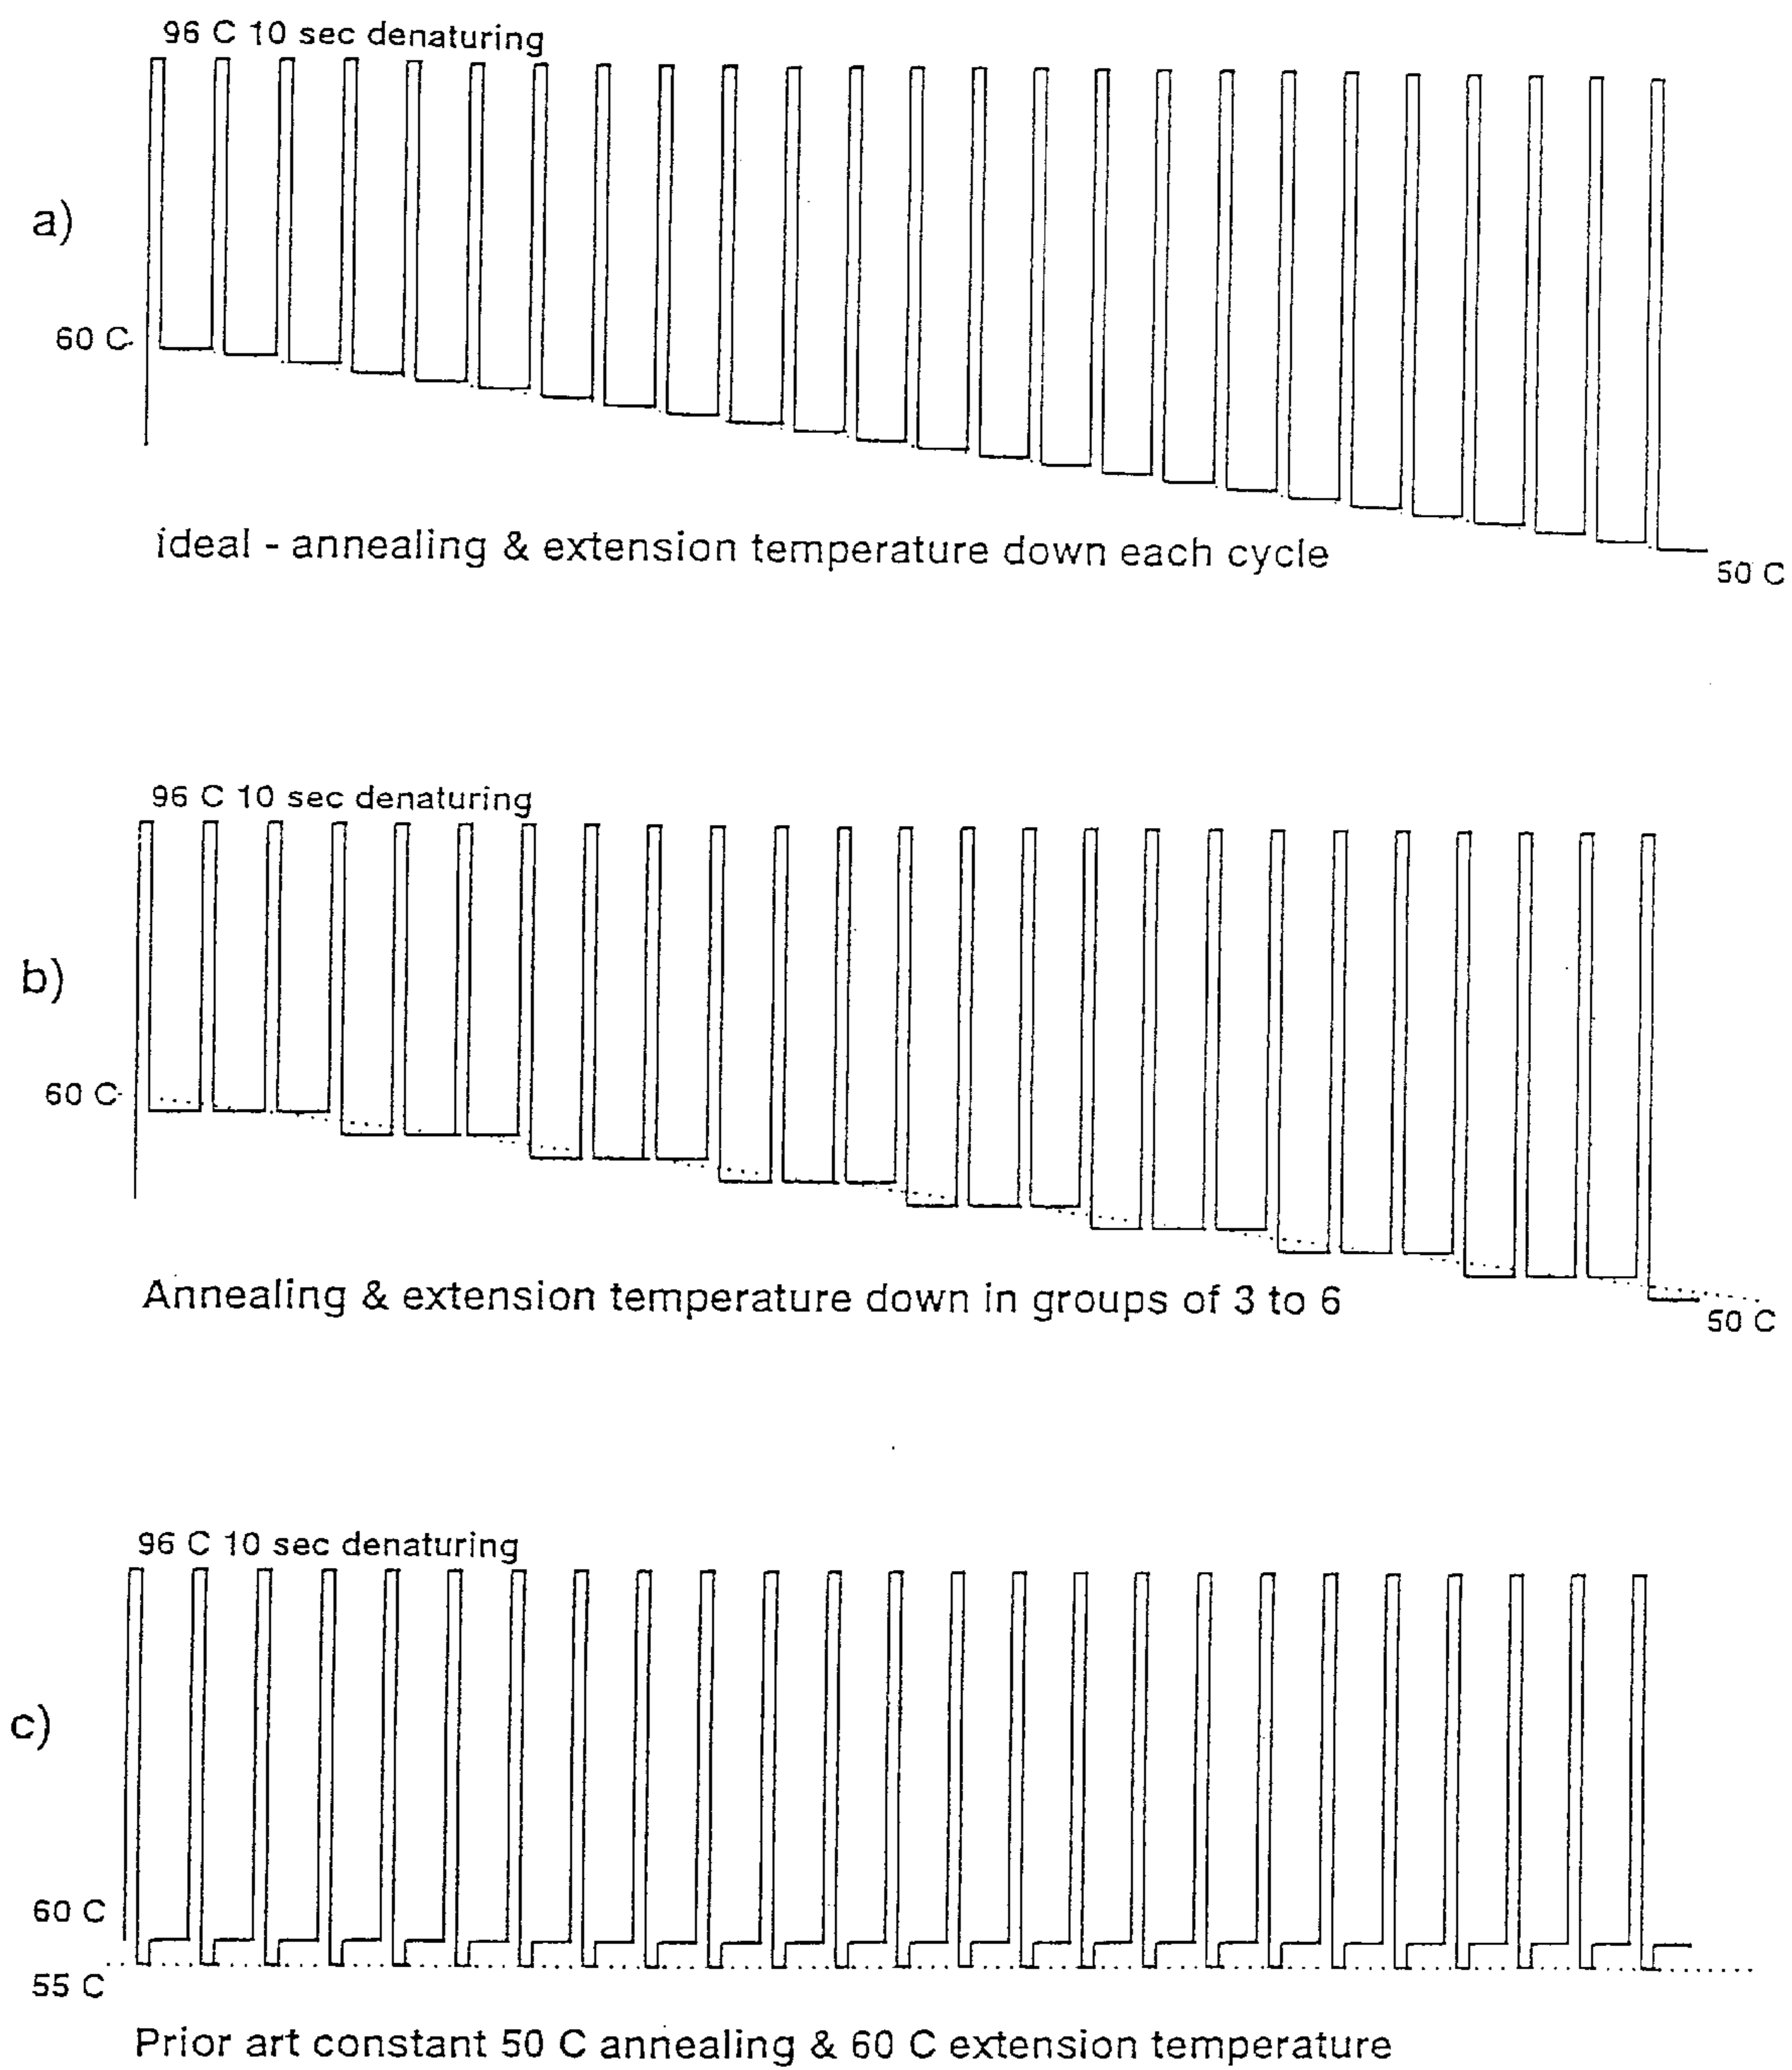 96 C 10 sec denaturing
a)
60 C
ideal - annealing & extension temperature down each cycle
50 C
96 C 10 sec denaturing
b)
60 C
Annealing & extension temperature down in groups of 3 to 6
50 C
96 C 10 sec denaturing
c)
60 C
55 C
Prior art constant 50 C annealing & 60 C extension temperature